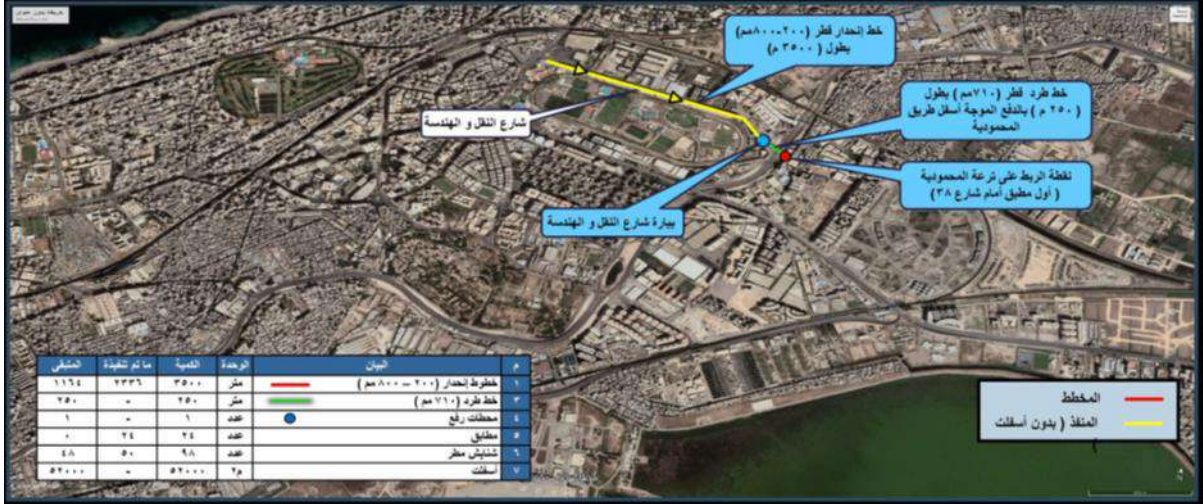 خط إنحدار قطر (٢٠٠-٨٠٠مم)
بطول ( ٣٥٠٠ م)
خط طرد قطر (٧١٠مم ) بطول
( ٢٥٠ م ) بالدفع الموجة أسفل طريق
المحمودية
شارع النقل و الهندسة
نقطة الربط على ترعة المحمودية
( أول مطبق أمام شارع ٣٨)
بيارة شارع النقل و الهندسة
م البيان الوحدة الكمية ما تم تنفيذة المتبقى
١ خطوط إنحدار (٢٠٠ – ٨٠٠ مم ) متر ٣٥٠٠ ٢٣٣٦ ١١٦٤
٣ خط طرد (٧١٠ مم ) متر ٢٥٠ - ٢٥٠
٤ محطات رفع عدد ١ - ١
٥ مطابق عدد ٢٤ ٢٤ ٠
٦ شنايش مطر عدد ٩٨ ٥٠ ٤٨
٧ أسفلت م٢ ٥٢٠٠٠ - ٥٢٠٠٠
المخطط
المنفذ ( بدون أسفلت
)